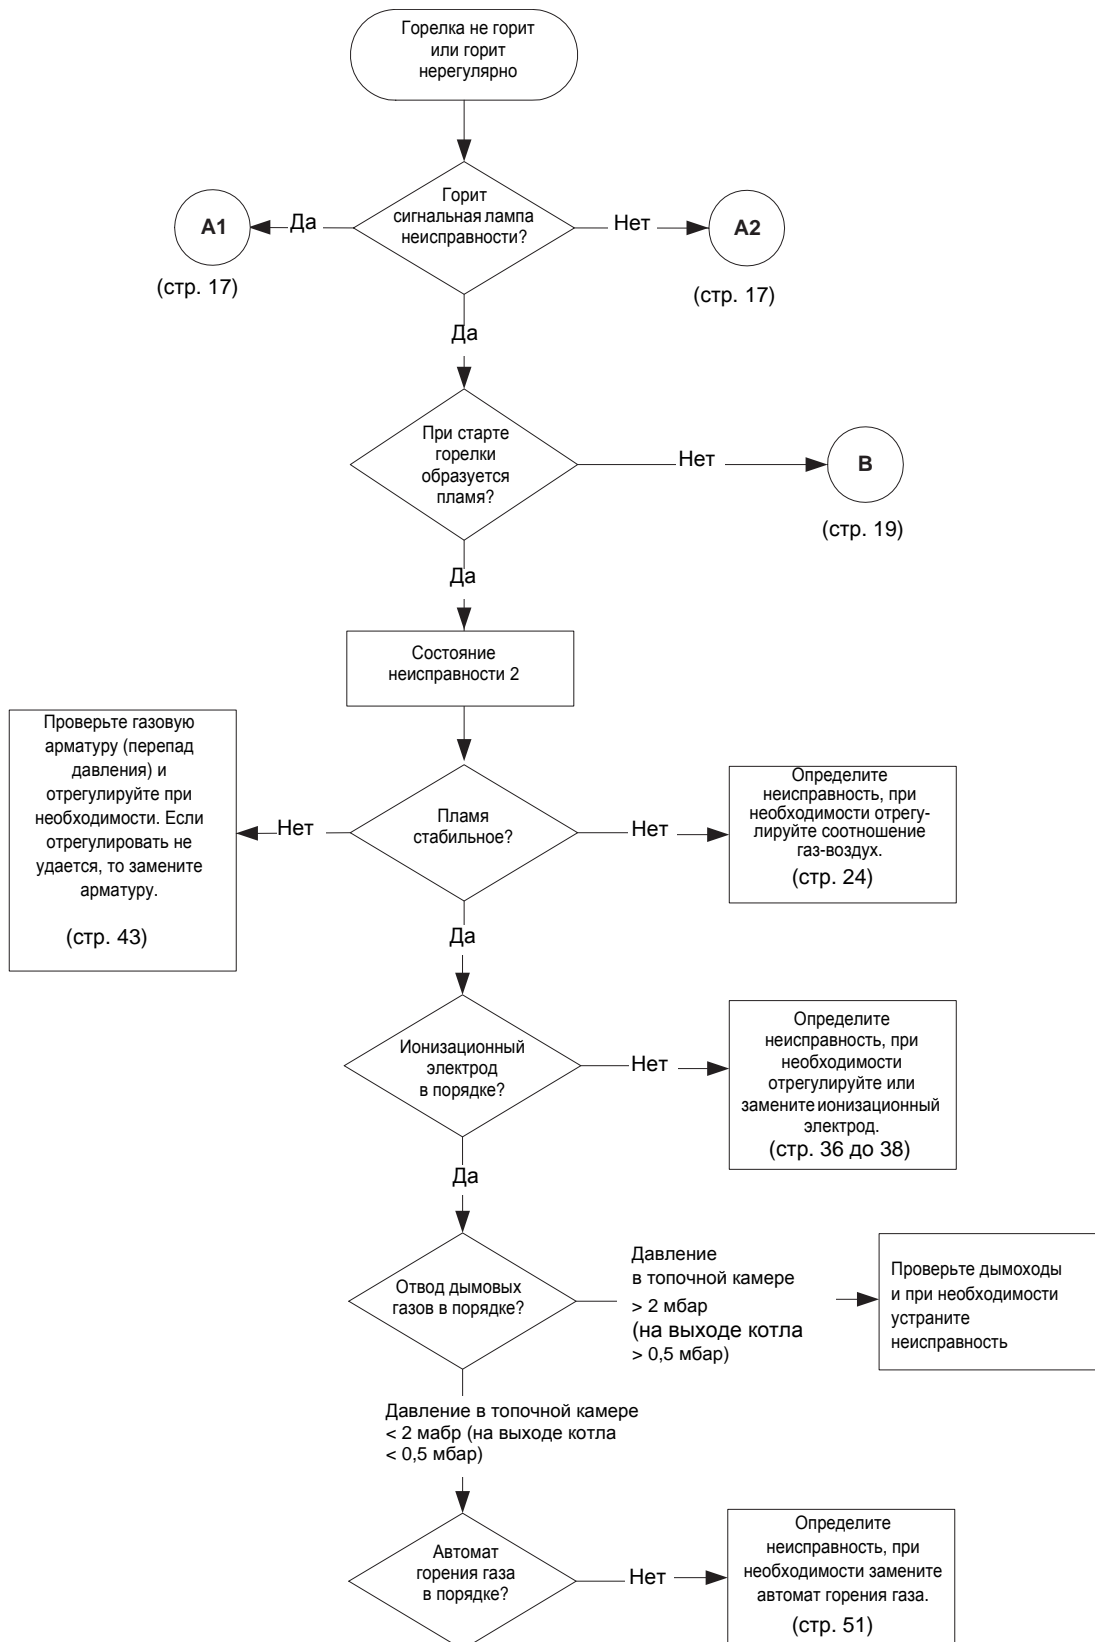 Горелка не горит
или горит
нерегулярно
Горит
сигнальная лампа
неисправности?
Да
A1
(стр. 17)
Нет
A2
(стр. 17)
Да
При старте
горелки
образуется
пламя?
Нет
B
(стр. 19)
Да
Состояние
неисправности 2
Проверьте газовую
арматуру (перепад
давления) и
отрегулируйте при
необходимости. Если
отрегулировать не
удается, то замените
арматуру.
(стр. 43)
Нет
Пламя
стабильное?
Нет
Определите
неисправность, при
необходимости отрегу-
лируйте соотношение
газ-воздух.
(стр. 24)
Да
Ионизационный
электрод
в порядке?
Нет
Определите
неисправность, при
необходимости
отрегулируйте или
замените ионизационный
электрод.
(стр. 36 до 38)
Да
Отвод дымовых
газов в порядке?
Давление
в топочной камере
> 2 мбар
(на выходе котла
> 0,5 мбар)
Проверьте дымоходы
и при необходимости
устраните
неисправность
Давление в топочной камере
< 2 мабр (на выходе котла
< 0,5 мбар)
Автомат
горения газа
в порядке?
Нет
Определите
неисправность, при
необходимости замените
автомат горения газа.
(стр. 51)